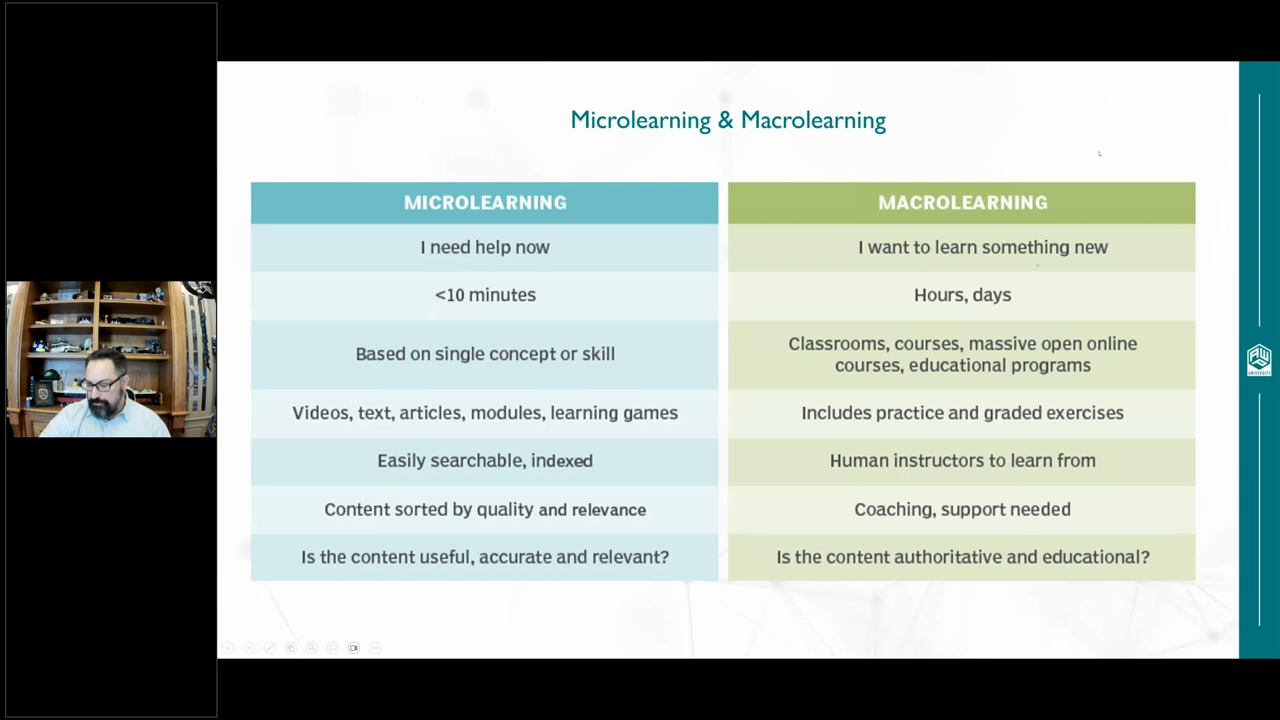 Microlearning & Macrolearning
MICROLEARNING
I need help now
<10 minutes
Based on single concept or skill
Videos, text, articles, modules, learning games
Easily searchable, indexed
Content sorted by quality and relevance
Is the content useful, accurate and relevant?
MACROLEARNING
I want to learn something new
Hours, days
Classrooms, courses, massive open online
courses, educational programs
Includes practice and graded exercises
Human instructors to learn from
Coaching, support needed
Is the content authoritative and educational?
UNIVERSITY